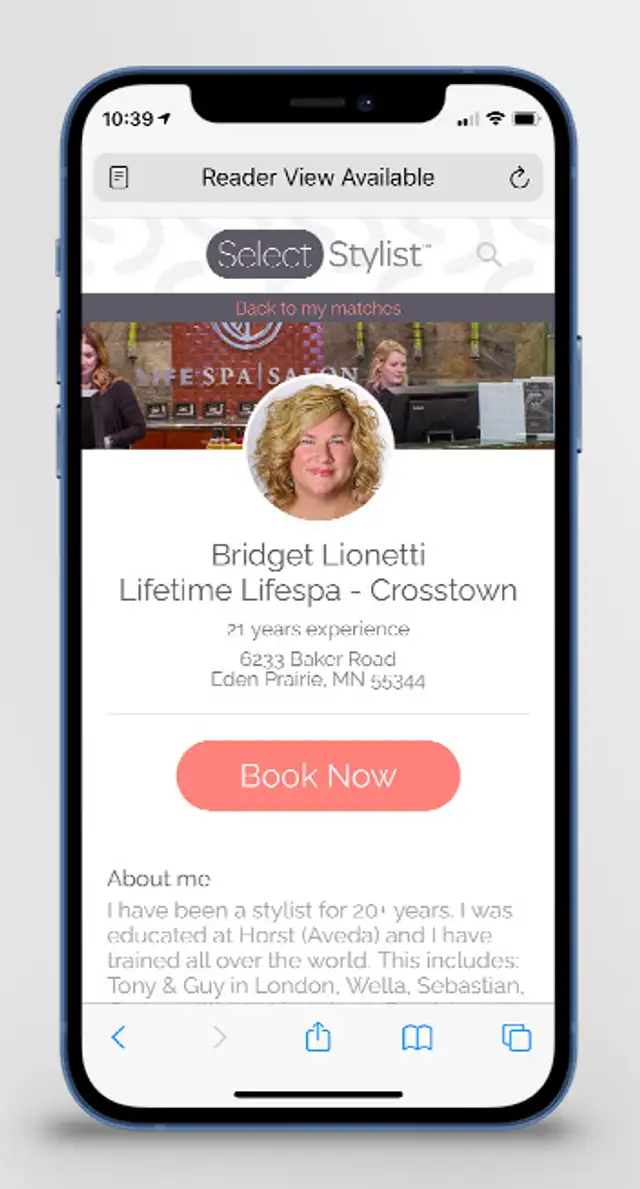 10:39
Reader View Available
Select Stylist™
Back to my matches
LIFE SPA | SALON
Bridget Lionetti
Lifetime Lifespa - Crosstown
21 years experience
6233 Baker Road
Eden Prairie, MN 55344
Book Now
About me
I have been a stylist for 20+ years. I was
educated at Horst (Aveda) and I have
trained all over the world. This includes:
Tony & Guy in London, Wella, Sebastian,